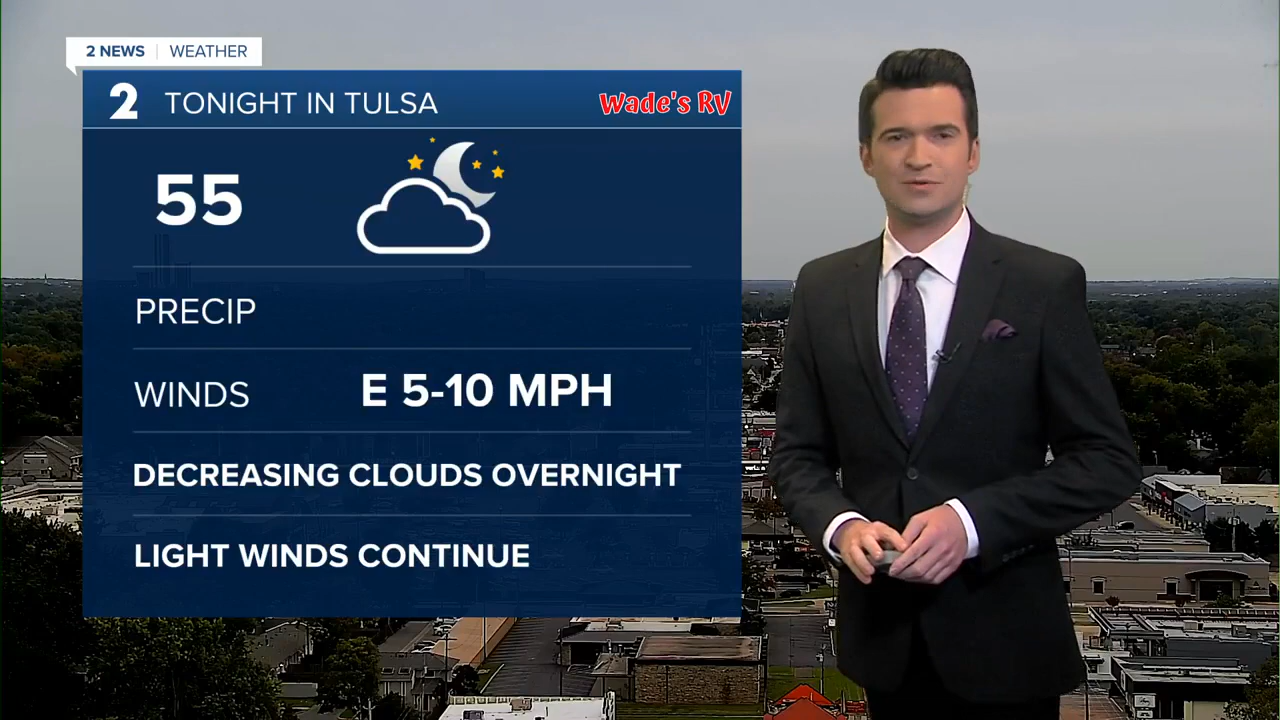 2 NEWS | WEATHER
2 TONIGHT IN TULSA Wade's RV
55
PRECIP
WINDS E 5-10 MPH
DECREASING CLOUDS OVERNIGHT
LIGHT WINDS CONTINUE